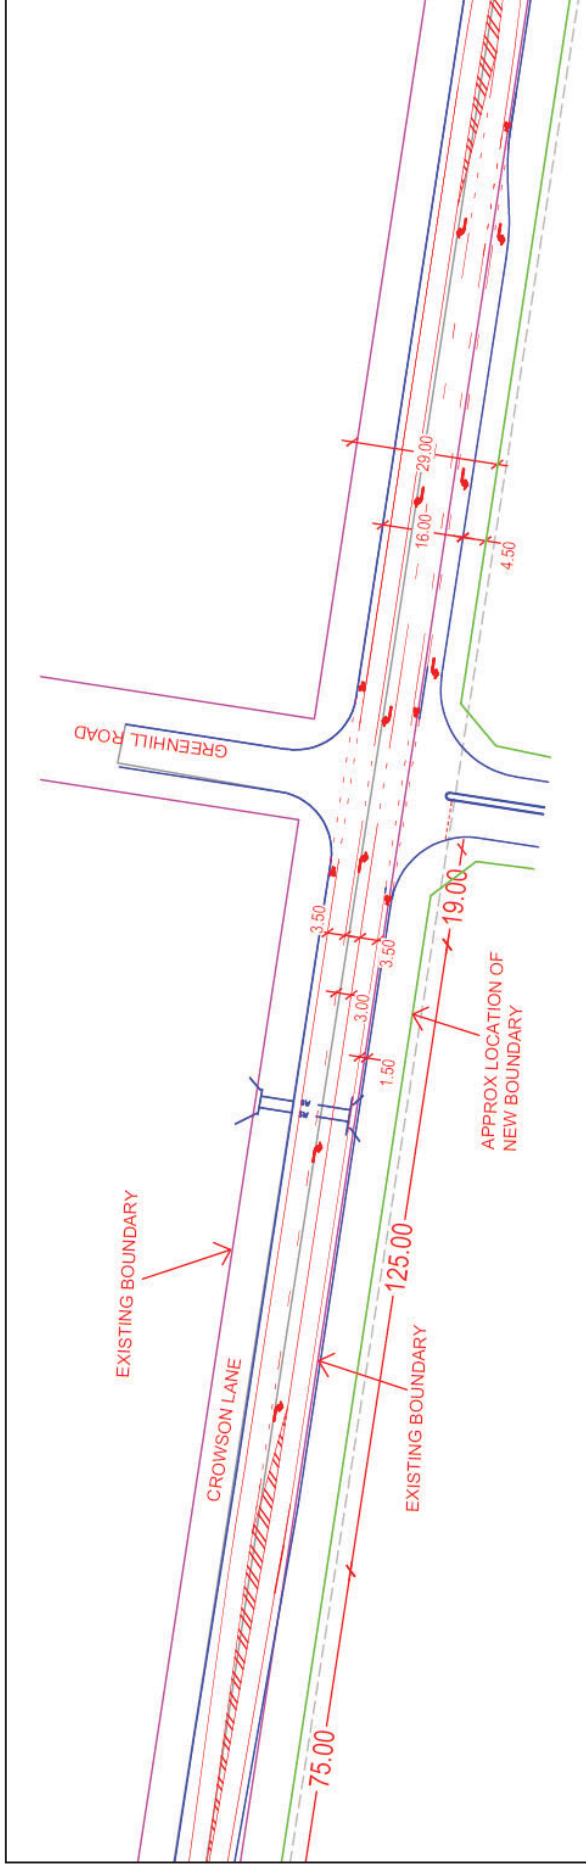 GREENHILL ROAD
29.00
16.00
4.50
3.50
3.50
3.00
1.50
19.00
APPROX LOCATION OF
NEW BOUNDARY
EXISTING BOUNDARY
125.00
CROWSON LANE
EXISTING BOUNDARY
75.00